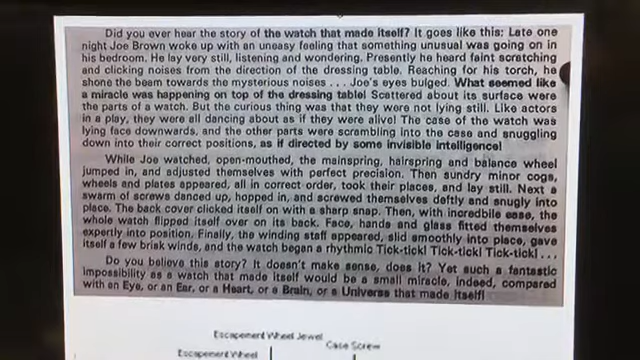 Did you ever hear the story of the watch that made itself? It goes like this: Late one
night Joe Brown woke up with an uneasy feeling that something unusual was going on in
his bedroom. He lay very still, listening and wondering. Presently he heard faint scratching
and clicking noises from the direction of the dressing table. Reaching for his torch, he
shone the beam towards the mysterious noises . . . Joe's eyes bulged. What seemed like
a miracle was happening on top of the dressing table! Scattered about its surface were
the parts of a watch. But the curious thing was that they were not lying still. Like actors
in a play, they were all dancing about as if they were alive! The case of the watch was
lying face downwards, and the other parts were scrambling into the case and snuggling
down into their correct positions, as if directed by some invisible intelligence!
While Joe watched, open-mouthed, the mainspring, hairspring and balance wheel
jumped in, and adjusted themselves with perfect precision. Then sundry minor cogs,
wheels and plates appeared, all in correct order, took their places, and lay still. Next a
swarm of screws danced up, hopped in, and screwed themselves deftly and snugly into
place. The back cover clicked itself on with a sharp snap. Then, with incredbile ease, the
whole watch flipped itself over on its back. Face, hands and glass fitted themselves
expertly into position. Finally, the winding staff appeared, slid smoothly into place, gave
itself a few brisk winds, and the watch began a rhythmic Tick-tick! Tick-tick! Tick-tick! . . .
Do you believe this story? It doesn't make sense, does it? Yet such a fantastic
impossibility as a watch that made itself would be a small miracle, indeed, compared
with an Eye, or an Ear, or a Heart, or a Brain, or a Universe that made itself!
Escapement Wheel Jewel
Case Screw
Escapement Wheel